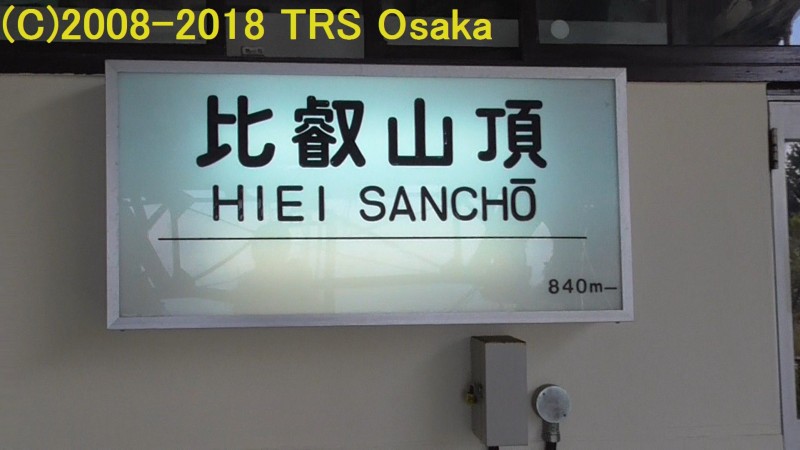 (C)2008-2018 TRS Osaka
比叡山頂
HIEI SANCHŌ
840m—